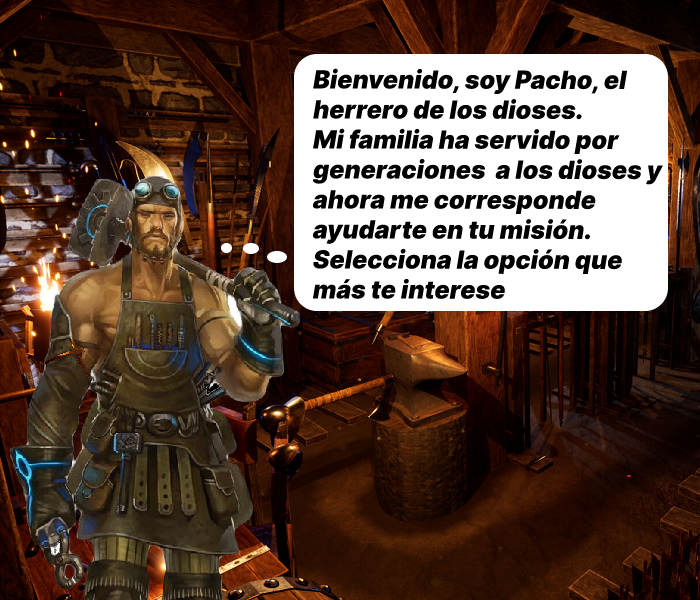 Bienvenido, soy Pacho, el
herrero de los dioses.
Mi familia ha servido por
generaciones  a los dioses y
ahora me corresponde
ayudarte en tu misión.
Selecciona la opción que
más te interese